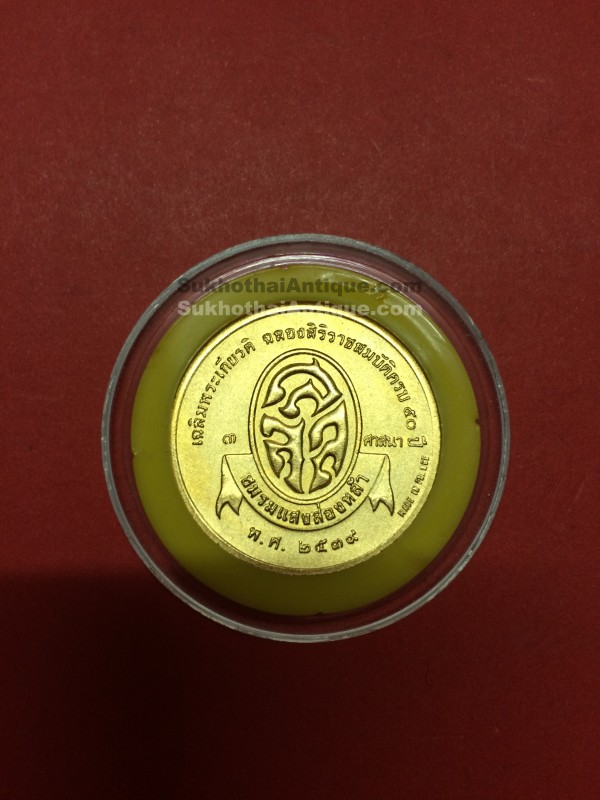 SukhothaiAntique.com
SukhothaiAntique.com
เฉลิมพระเกียรติ ฉลองสิริราชสมบัติครบ ๕๐ ปี
๓ ศาสนา
ชมรมแสงส่องหล้า
พ.ศ. ๒๕๓๙